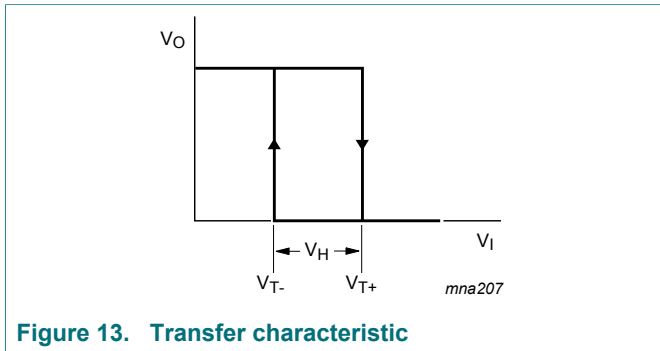 VO
VI
VH
VT-
VT+
mna207
Figure 13. Transfer characteristic